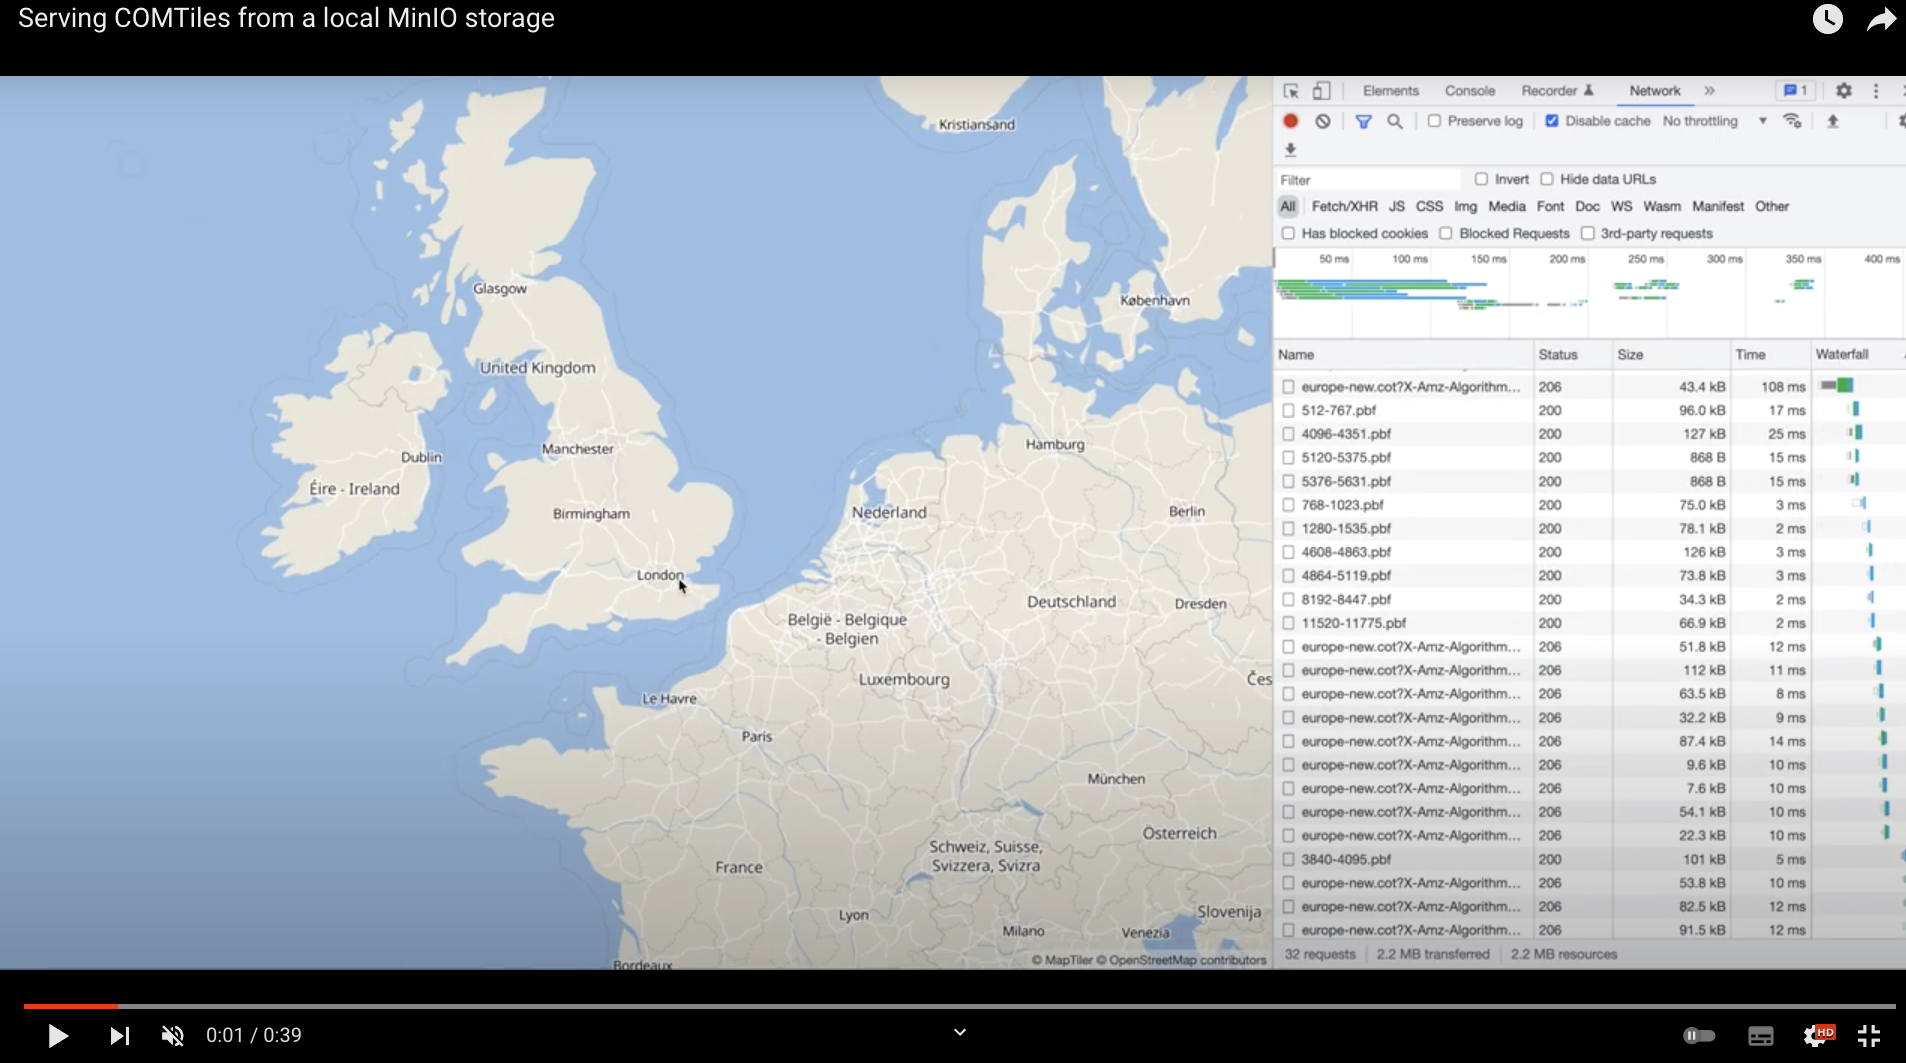 Serving COMTiles from a local MinIO storage
Kristiansand
Glasgow
København
United Kingdom
Hamburg
Manchester
Dublin
Éire - Ireland
Nederland
Berlin
Birmingham
London
Deutschland
Dresden
België - Belgique
- Belgien
Luxembourg
Čes
Le Havre
Paris
München
Österreich
Schweiz, Suisse,
Svizzera, Svizra
France
Lyon
Slovenija
Milano
Venezia
Bordeaux
© MapTiler © OpenStreetMap contributors
Elements Console Recorder Network » 1
Preserve log Disable cache No throttling
Filter Invert Hide data URLs
All Fetch/XHR JS CSS Img Media Font Doc WS Wasm Manifest Other
Has blocked cookies Blocked Requests 3rd-party requests
50 ms 100 ms 150 ms 200 ms 250 ms 300 ms 350 ms 400 ms
Name Status Size Time Waterfall
europe-new.cot?X-Amz-Algorithm... 206 43.4 kB 108 ms
512-767.pbf 200 96.0 kB 17 ms
4096-4351.pbf 200 127 kB 25 ms
5120-5375.pbf 200 868 B 15 ms
5376-5631.pbf 200 868 B 15 ms
768-1023.pbf 200 75.0 kB 3 ms
1280-1535.pbf 200 78.1 kB 2 ms
4608-4863.pbf 200 126 kB 3 ms
4864-5119.pbf 200 73.8 kB 3 ms
8192-8447.pbf 200 34.3 kB 2 ms
11520-11775.pbf 200 66.9 kB 2 ms
europe-new.cot?X-Amz-Algorithm... 206 51.8 kB 12 ms
europe-new.cot?X-Amz-Algorithm... 206 112 kB 11 ms
europe-new.cot?X-Amz-Algorithm... 206 63.5 kB 8 ms
europe-new.cot?X-Amz-Algorithm... 206 32.2 kB 9 ms
europe-new.cot?X-Amz-Algorithm... 206 87.4 kB 14 ms
europe-new.cot?X-Amz-Algorithm... 206 9.6 kB 10 ms
europe-new.cot?X-Amz-Algorithm... 206 7.6 kB 10 ms
europe-new.cot?X-Amz-Algorithm... 206 54.1 kB 10 ms
europe-new.cot?X-Amz-Algorithm... 206 22.3 kB 10 ms
3840-4095.pbf 200 101 kB 5 ms
europe-new.cot?X-Amz-Algorithm... 206 53.8 kB 10 ms
europe-new.cot?X-Amz-Algorithm... 206 82.5 kB 12 ms
europe-new.cot?X-Amz-Algorithm... 206 91.5 kB 12 ms
32 requests 2.2 MB transferred 2.2 MB resources
0:01 / 0:39
HD